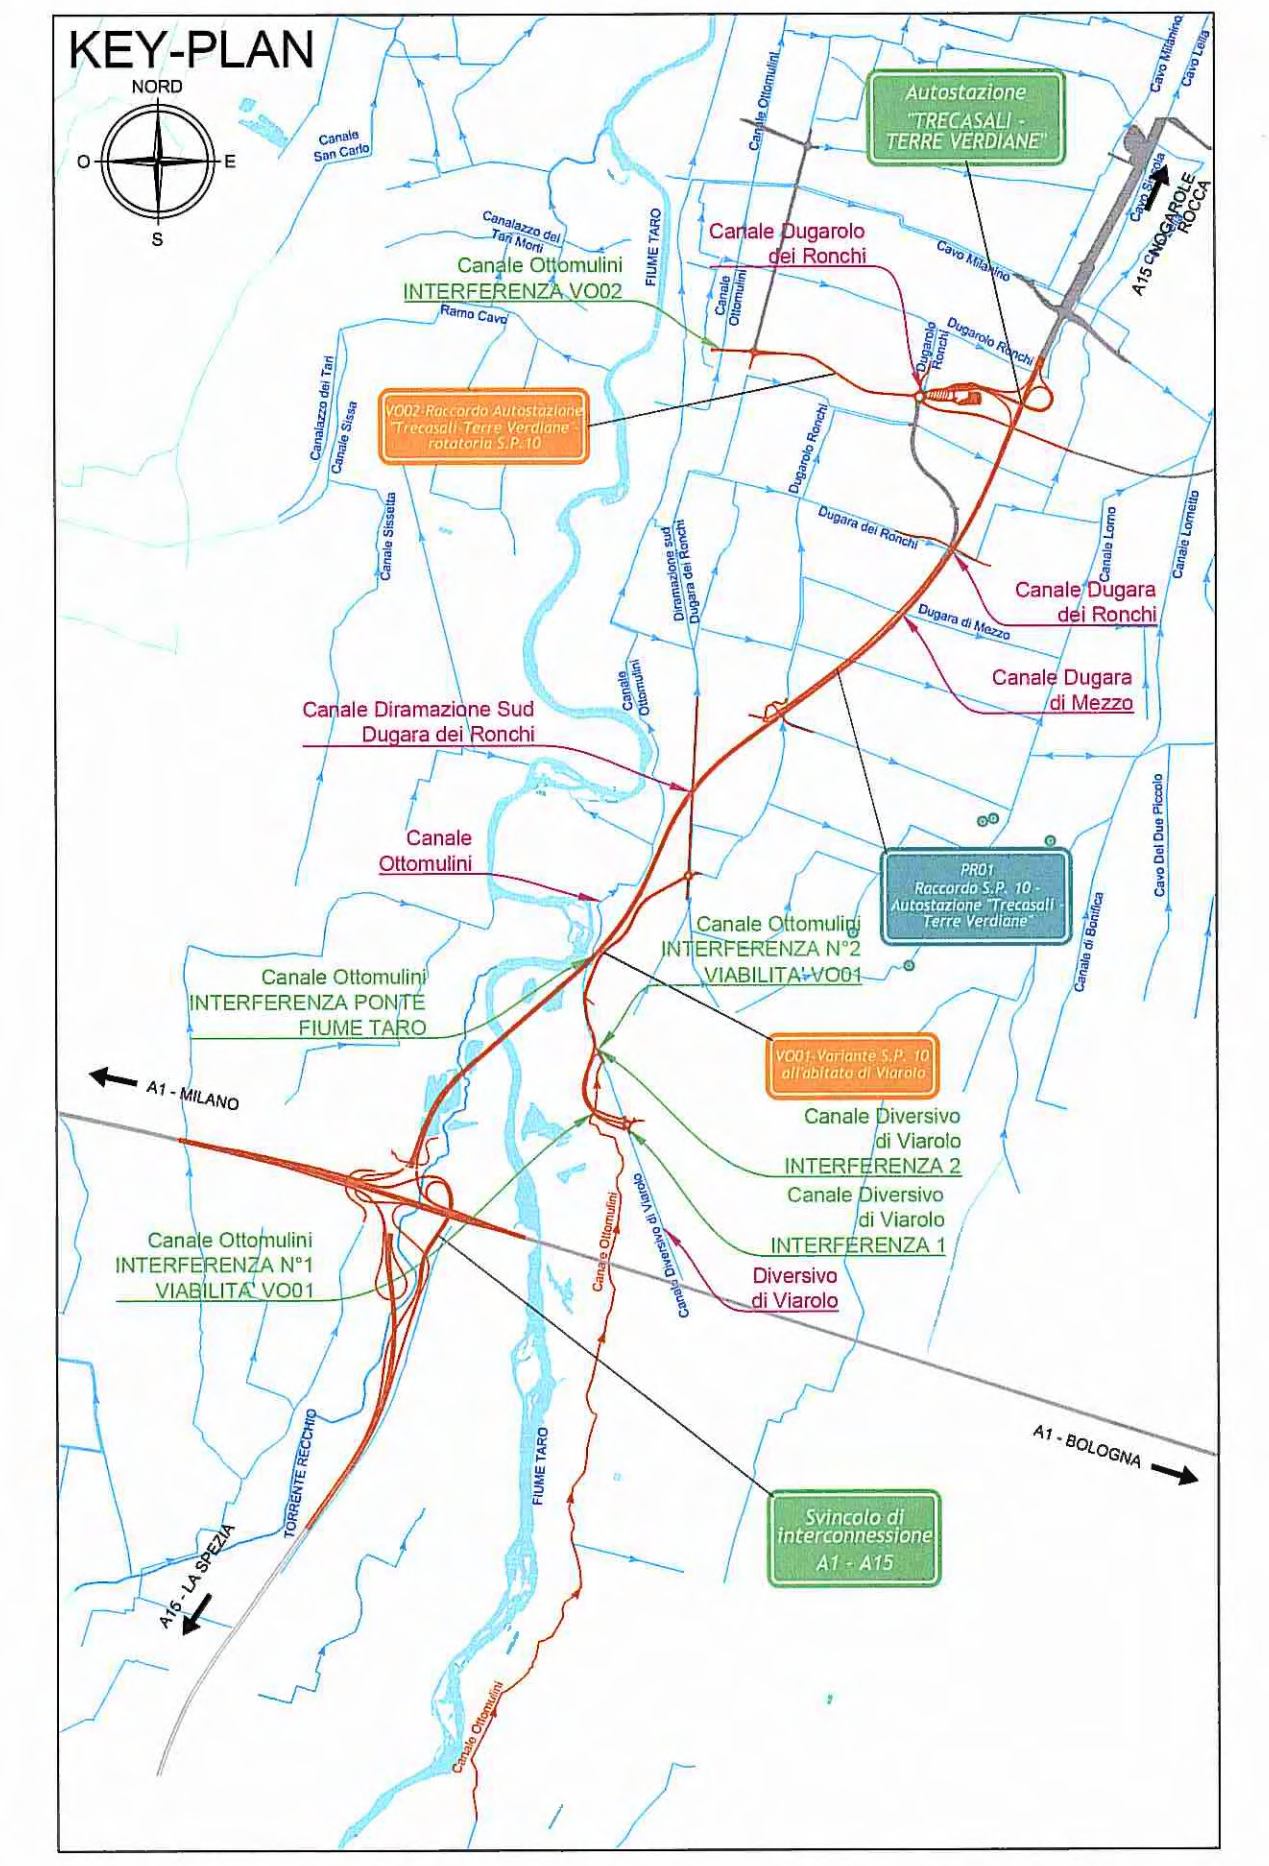 KEY-PLAN
NORD
O
E
S
Canale
San Carlo
Canalazzo dei
Tari Morti
FIUME TARO
Canale Ottomulini
Cavo Milanino
Cavo Lella
Autostazione
"TRECASALI -
TERRE VERDIANE"
A15 - NOGAROLE
ROCCA
Canale Dugarolo
dei Ronchi
Cavo Milanino
Canale
Ottomulini
Canale Ottomulini
INTERFERENZA VO02
Ramo Cavo
Dugarolo Ronchi
Dugarolo
Ronchi
Canalazzo dei Tari
Canale Sissa
VO02-Raccordo Autostazione
"Trecasali-Terre Verdiane"-
rotatoria S.P.10
Dugarolo Ronchi
Canale Sissetta
Diramazione sud
Dugara dei Ronchi
Dugara dei Ronchi
Canale Lorno
Canale Lornetto
Canale Dugara
dei Ronchi
Dugara di Mezzo
Canale Dugara
di Mezzo
Canale
Ottomulini
Canale Diramazione Sud
Dugara dei Ronchi
Canale
Ottomulini
Cavo Del Due Piccolo
PR01
Raccordo S.P. 10 -
Autostazione "Trecasali -
Terre Verdiane"
Canale di Bonifica
Canale Ottomulini
INTERFERENZA N°2
VIABILITA' VO01
Canale Ottomulini
INTERFERENZA PONTE
FIUME TARO
VO01-Variante S.P. 10
all'abitato di Viarolo
A1 - MILANO
Canale Diversivo
di Viarolo
INTERFERENZA 2
Canale Diversivo
di Viarolo
INTERFERENZA 1
Canale Ottomulini
Canale Diversivo di Viarolo
Canale Ottomulini
INTERFERENZA N°1
VIABILITA' VO01
Diversivo
di Viarolo
A1 - BOLOGNA
TORRENTE RECCHIO
FIUME TARO
Svincolo di
interconnessione
A1 - A15
A15 - LA SPEZIA
Canale Ottomulini